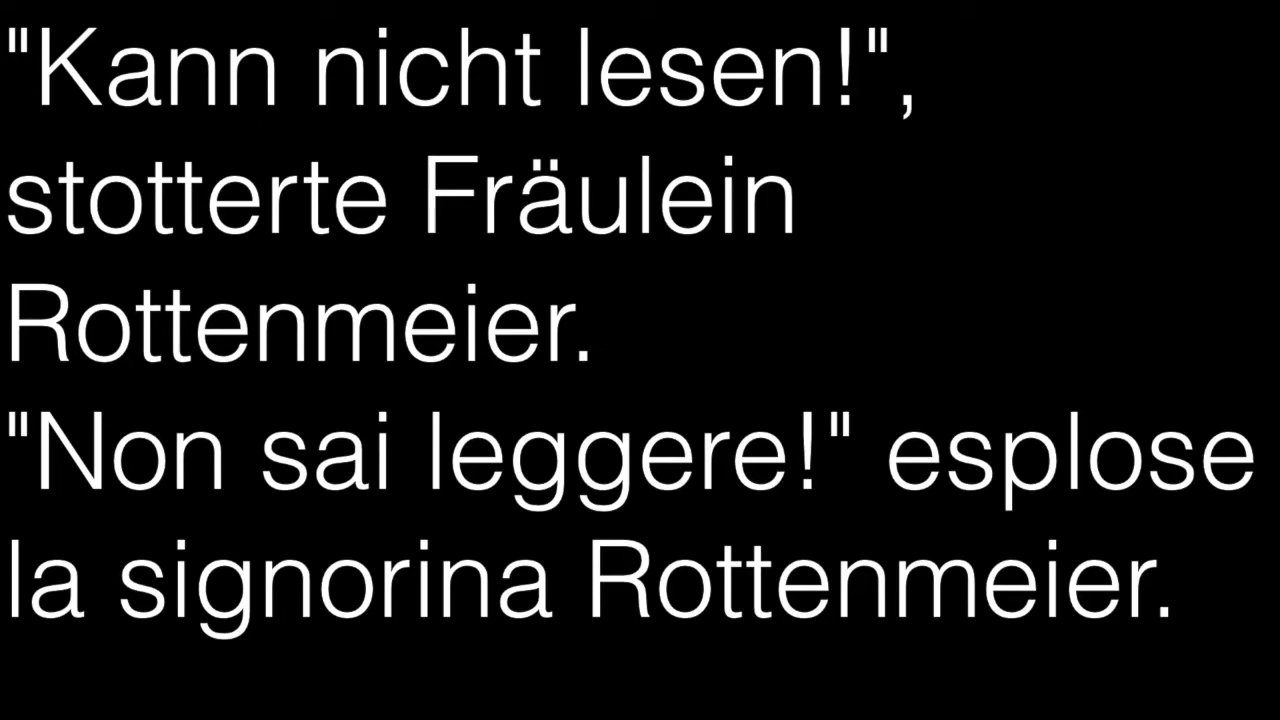 "Kann nicht lesen!",
stotterte Fräulein
Rottenmeier.
"Non sai leggere!" esplose
la signorina Rottenmeier.